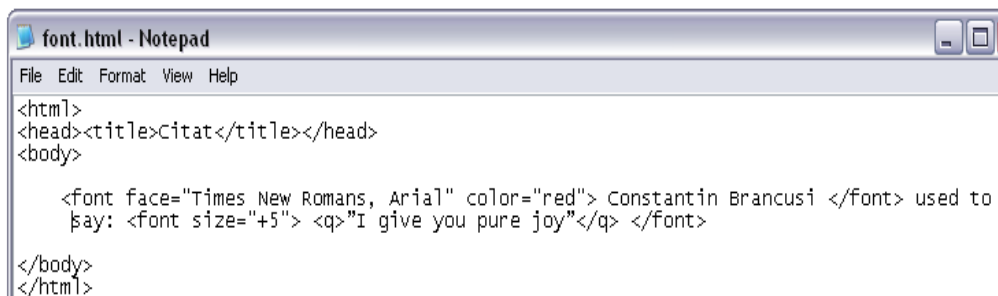 font.html - Notepad
File Edit Format View Help
<html>
<head><title>Citat</title></head>
<body>
<font face="Times New Romans, Arial" color="red"> Constantin Brancusi </font> used to
say: <font size="+5"> <q>”I give you pure joy”</q> </font>
</body>
</html>